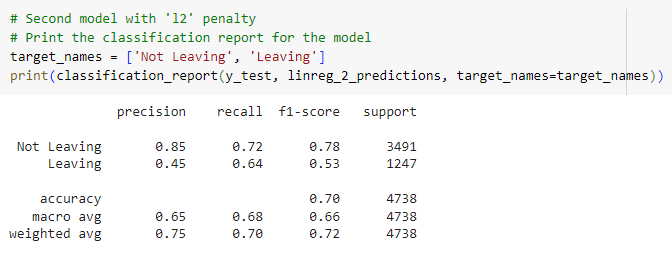 # Second model with 'l2' penalty
# Print the classification report for the model
target_names = ['Not Leaving', 'Leaving']
print(classification_report(y_test, linreg_2_predictions, target_names=target_names))
precision recall f1-score support
Not Leaving 0.85 0.72 0.78 3491
Leaving 0.45 0.64 0.53 1247
accuracy 0.70 4738
macro avg 0.65 0.68 0.66 4738
weighted avg 0.75 0.70 0.72 4738